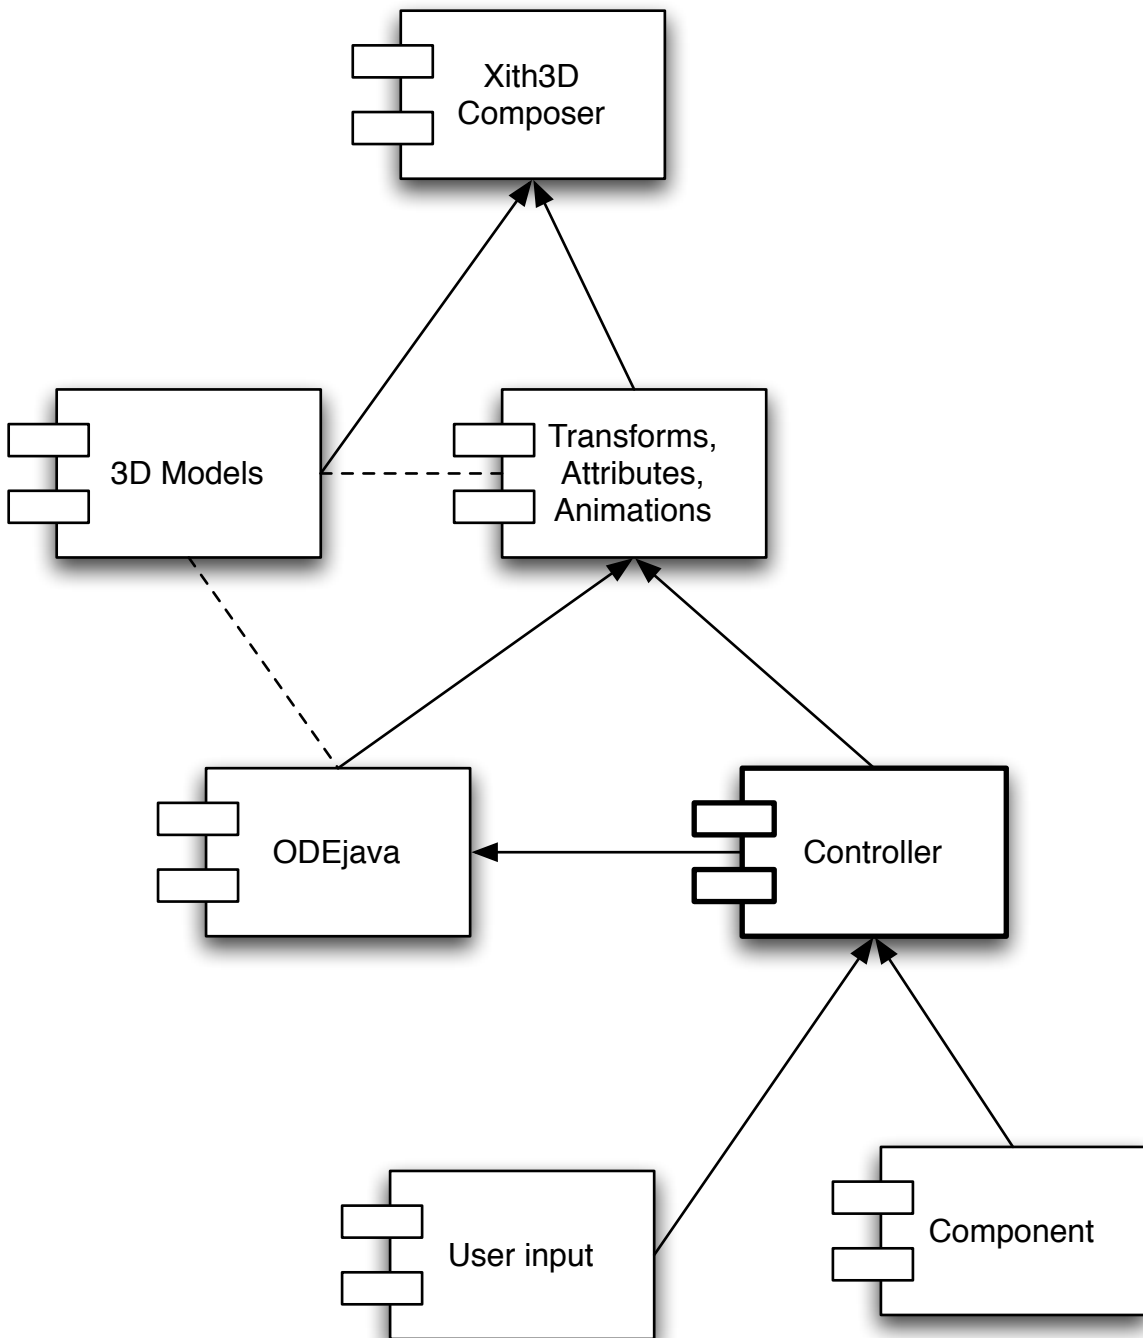 Xith3D
Composer
3D Models
Transforms,
Attributes,
Animations
ODEjava
Controller
User input
Component